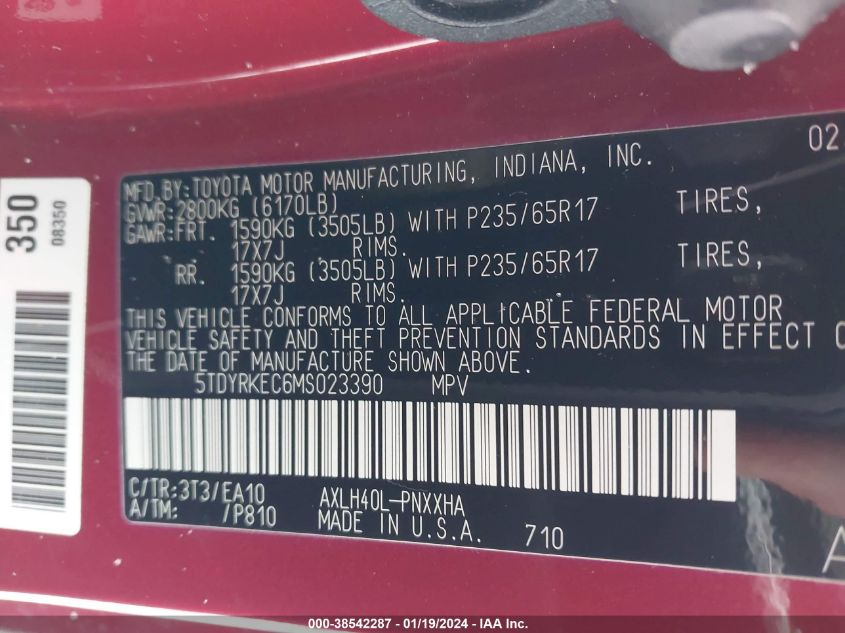 350
08350
02
MFD.BY:TOYOTA MOTOR MANUFACTURING, INDIANA, INC.
GVWR:2800KG (6170LB)
GAWR:FRT. 1590KG (3505LB) WITH P235/65R17 TIRES,
17X7J RIMS.
RR. 1590KG (3505LB) WITH P235/65R17 TIRES,
17X7J RIMS.
THIS VEHICLE CONFORMS TO ALL APPLICABLE FEDERAL MOTOR
VEHICLE SAFETY AND THEFT PREVENTION STANDARDS IN EFFECT
THE DATE OF MANUFACTURE SHOWN ABOVE.
5TDYRKEC6MS023390 MPV
C/TR:3T3/EA10 AXLH40L-PNXXHA
A/TM: /P810 MADE IN U.S.A. 710
000-38542287 - 01/19/2024 - IAA Inc.